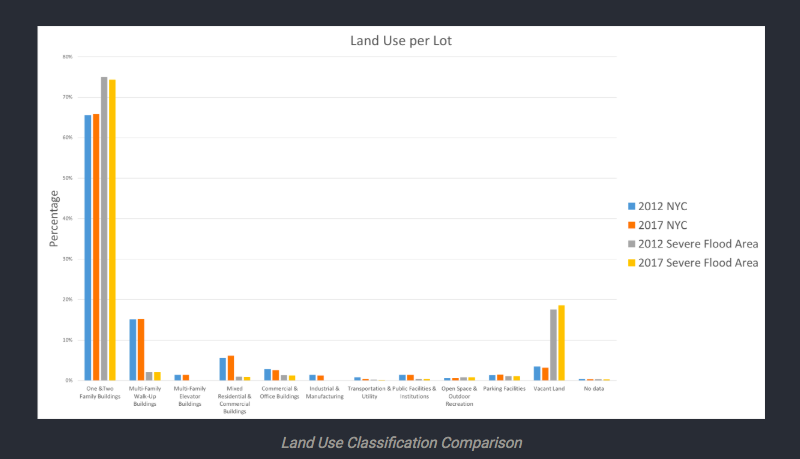 Land Use per Lot
80%
70%
60%
50%
40%
30%
20%
10%
0%
Percentage
One &Two
Family Buildings
Multi-Family
Walk-Up
Buildings
Multi-Family
Elevator
Buildings
Mixed
Residential &
Commercial
Buildings
Commercial &
Office Buildings
Industrial &
Manufacturing
Transportation &
Utility
Public Facilities &
Institutions
Open Space &
Outdoor
Recreation
Parking Facilities
Vacant Land
No data
2012 NYC
2017 NYC
2012 Severe Flood Area
2017 Severe Flood Area
Land Use Classification Comparison